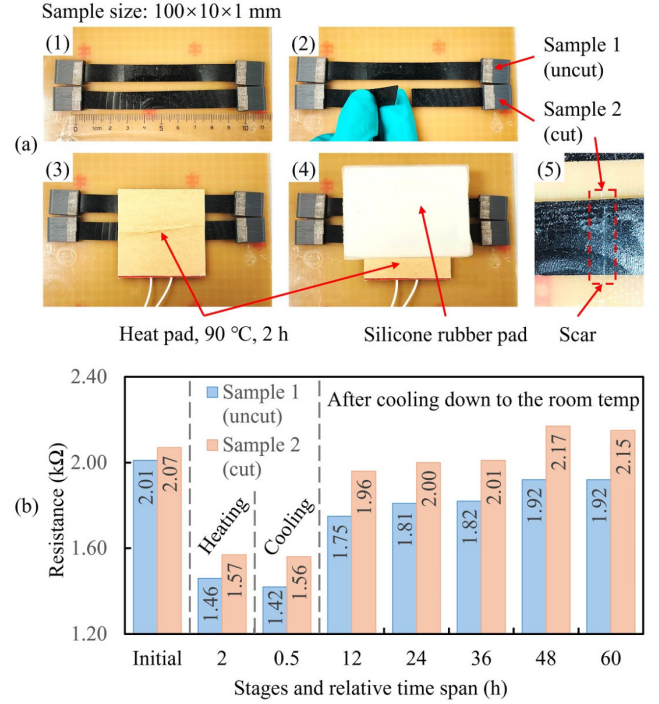 Sample size: 100×10×1 mm
(1)
(2)
Sample 1
(uncut)
Sample 2
(cut)
(a)
(3)
(4)
(5)
Heat pad, 90 °C, 2 h
Silicone rubber pad
Scar
(b)
Resistance (kΩ)
2.40
2.00
1.60
1.20
Sample 1
(uncut)
Sample 2
(cut)
After cooling down to the room temp
Heating
Cooling
2.01
2.07
1.46
1.57
1.42
1.56
1.75
1.96
1.81
2.00
1.82
2.01
1.92
2.17
1.92
2.15
Initial 2 0.5 12 24 36 48 60
Stages and relative time span (h)